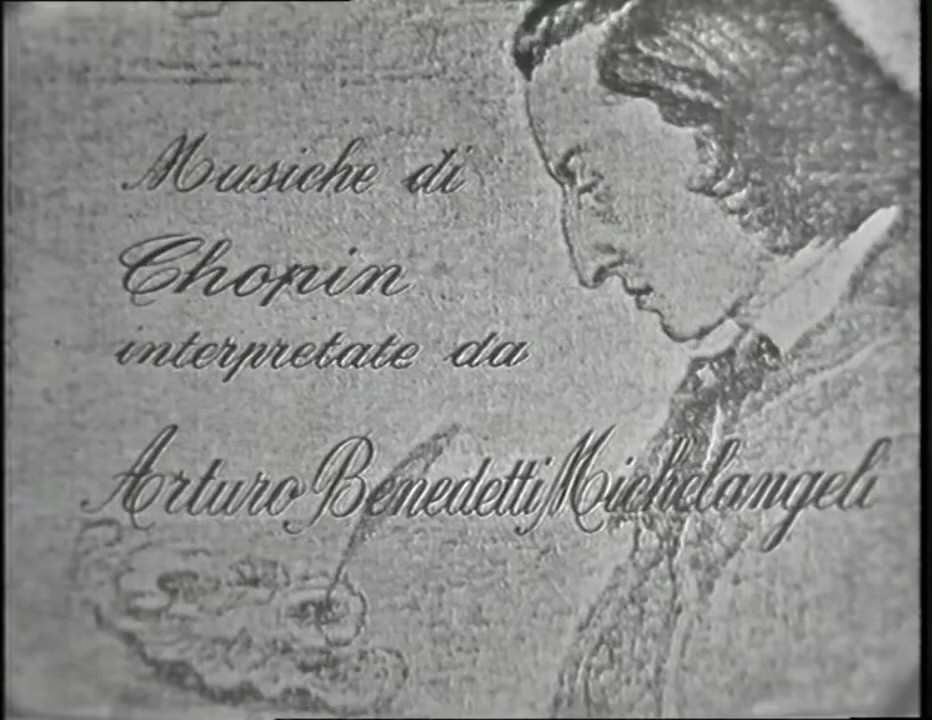 Musiche di
Chopin
interpretate da
Arturo Benedetti Michelangeli